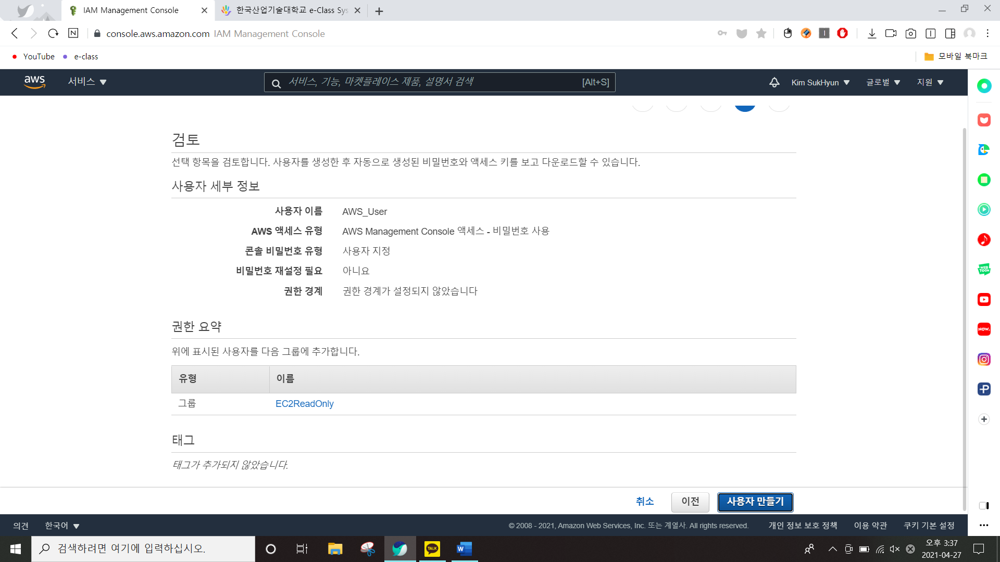 IAM Management Console
한국산업기술대학교 e-Class Sys
console.aws.amazon.com IAM Management Console
YouTube
e-class
모바일 북마크
aws
서비스
서비스, 기능, 마켓플레이스 제품, 설명서 검색
[Alt+S]
Kim SukHyun
글로벌
지원
검토
선택 항목을 검토합니다. 사용자를 생성한 후 자동으로 생성된 비밀번호와 액세스 키를 보고 다운로드할 수 있습니다.
사용자 세부 정보
사용자 이름 AWS_User
AWS 액세스 유형 AWS Management Console 액세스 - 비밀번호 사용
콘솔 비밀번호 유형 사용자 지정
비밀번호 재설정 필요 아니요
권한 경계 권한 경계가 설정되지 않았습니다
권한 요약
위에 표시된 사용자를 다음 그룹에 추가합니다.
유형 이름
그룹 EC2ReadOnly
태그
태그가 추가되지 않았습니다.
취소
이전
사용자 만들기
의견
한국어
© 2008 - 2021, Amazon Web Services, Inc. 또는 계열사. All rights reserved.
개인 정보 보호 정책
이용 약관
쿠키 기본 설정
WEB
TOON
NOW.
검색하려면 여기에 입력하십시오.
TALK
오후 3:37
2021-04-27